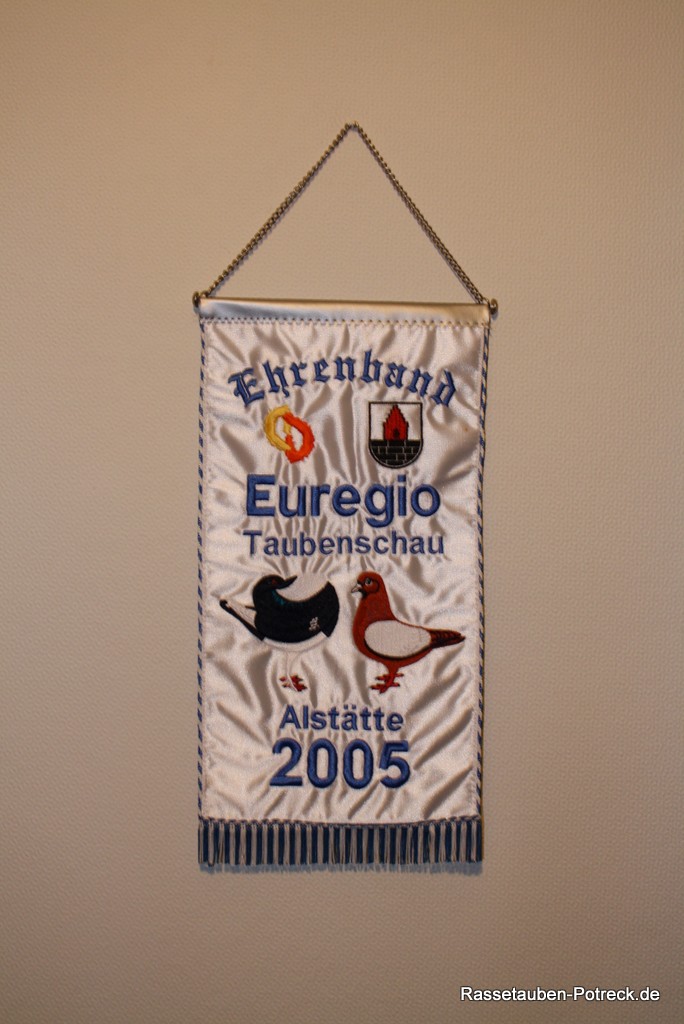 Ehrenband
Euregio
Taubenschau
Alstätte
2005
Rassetauben-Potreck.de